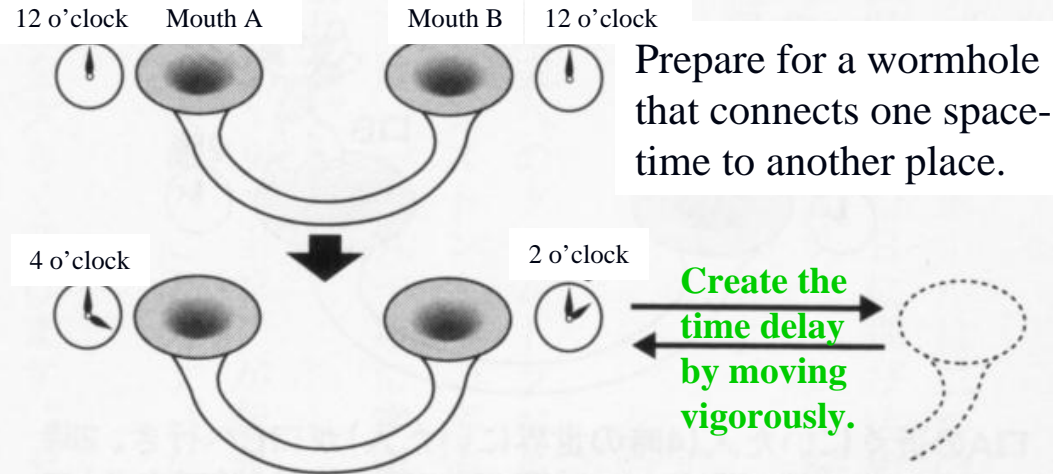 12 o’clock
Mouth A
Mouth B
12 o’clock
Prepare for a wormhole
that connects one space-
time to another place.
4 o’clock
2 o’clock
Create the
time delay
by moving
vigorously.